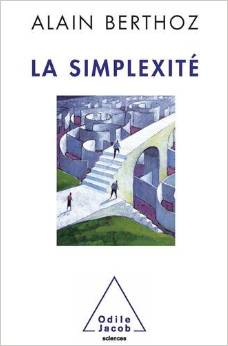 ALAIN BERTHOZ
LA SIMPLEXITÉ
Odile
Jacob
sciences